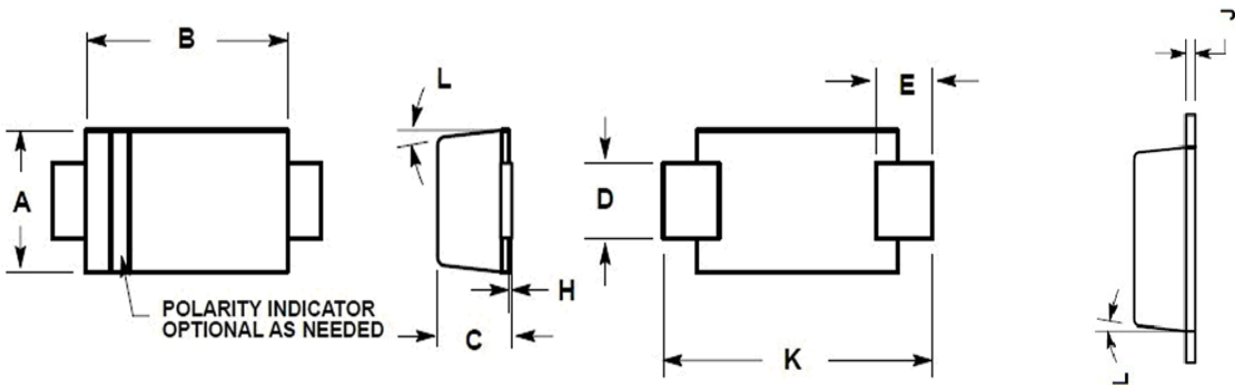 B
L
E
J
A
D
POLARITY INDICATOR
OPTIONAL AS NEEDED
H
C
K
L